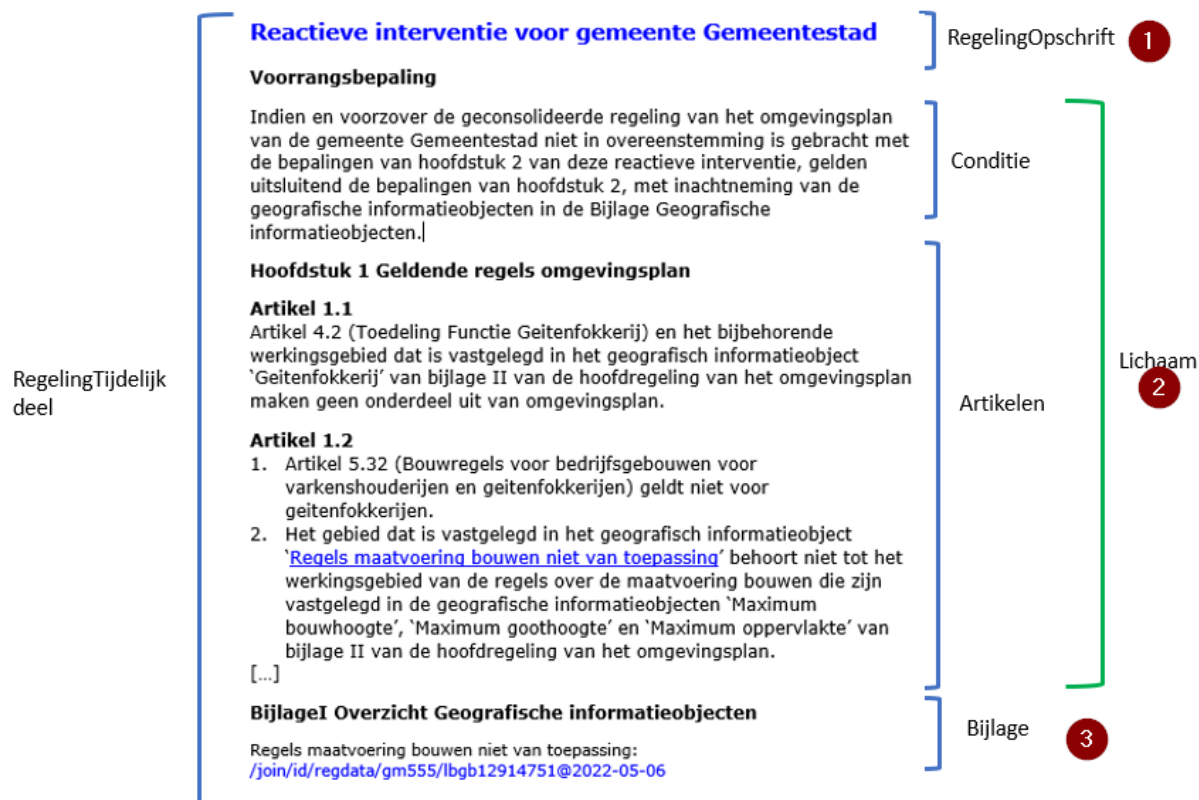 Reactieve interventie voor gemeente Gemeentestad
RegelingOpschrift 1
Voorrangsbepaling
Indien en voorzover de geconsolideerde regeling van het omgevingsplan
van de gemeente Gemeentestad niet in overeenstemming is gebracht met
de bepalingen van hoofdstuk 2 van deze reactieve interventie, gelden
uitsluitend de bepalingen van hoofdstuk 2, met inachtneming van de
geografische informatieobjecten in de Bijlage Geografische
informatieobjecten.
Conditie
Hoofdstuk 1 Geldende regels omgevingsplan
Artikel 1.1
Artikel 4.2 (Toedeling Functie Geitenfokkerij) en het bijbehorende
werkingsgebied dat is vastgelegd in het geografisch informatieobject
‘Geitenfokkerij’ van bijlage II van de hoofdregeling van het omgevingsplan
maken geen onderdeel uit van omgevingsplan.
RegelingTijdelijk
deel
Lichaam
2
Artikelen
Artikel 1.2
1. Artikel 5.32 (Bouwregels voor bedrijfsgebouwen voor
varkenshouderijen en geitenfokkerijen) geldt niet voor
geitenfokkerijen.
2. Het gebied dat is vastgelegd in het geografisch informatieobject
‘Regels maatvoering bouwen niet van toepassing’ behoort niet tot het
werkingsgebied van de regels over de maatvoering bouwen die zijn
vastgelegd in de geografische informatieobjecten ‘Maximum
bouwhoogte’, ‘Maximum goothoogte’ en ‘Maximum oppervlakte’ van
bijlage II van de hoofdregeling van het omgevingsplan.
[...]
BijlageI Overzicht Geografische informatieobjecten
Bijlage 3
Regels maatvoering bouwen niet van toepassing:
/join/id/regdata/gm555/lbgb12914751@2022-05-06